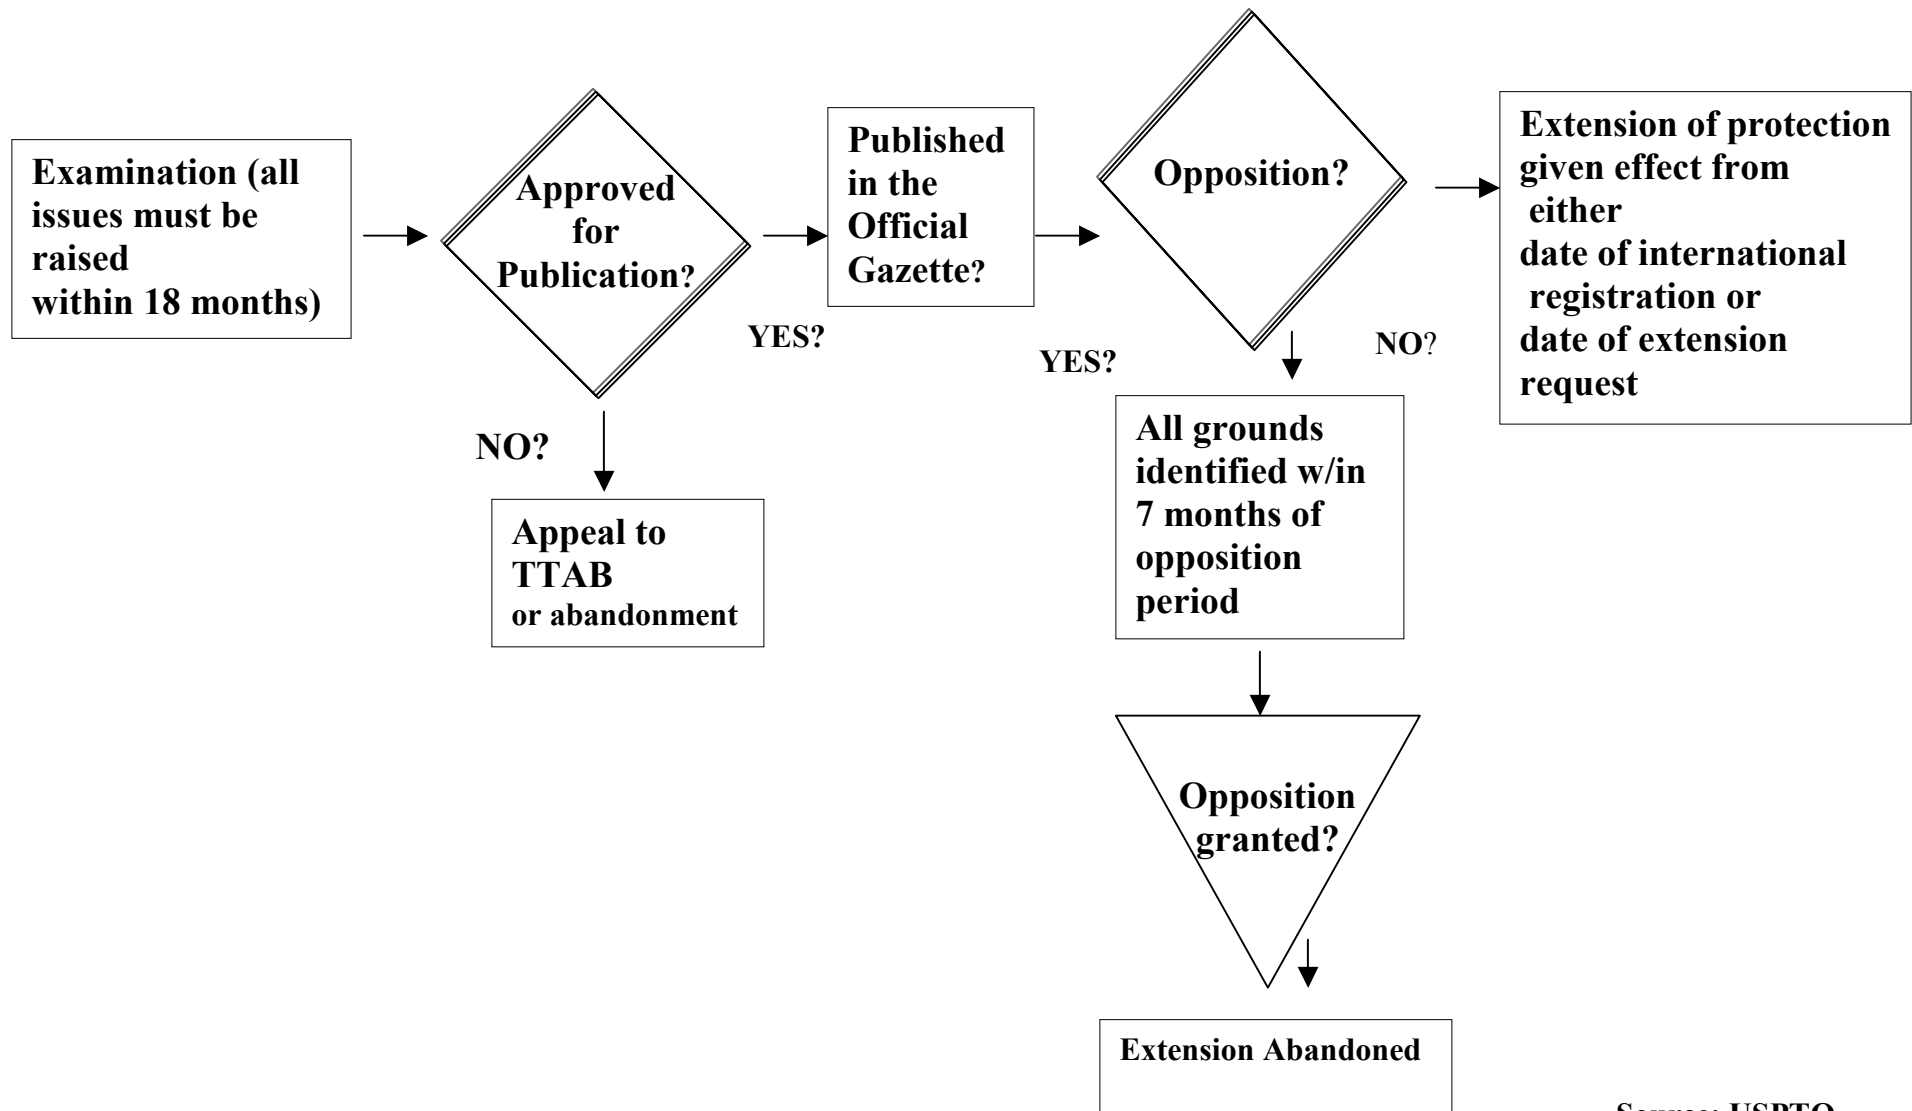 Examination (all
issues must be
raised
within 18 months)
Approved
for
Publication?
YES?
NO?
Appeal to
TTAB
or abandonment
Published
in the
Official
Gazette?
Opposition?
YES?
NO?
Extension of protection
given effect from
either
date of international
registration or
date of extension
request
All grounds
identified w/in
7 months of
opposition
period
Opposition
granted?
Extension Abandoned
Source: USPTO